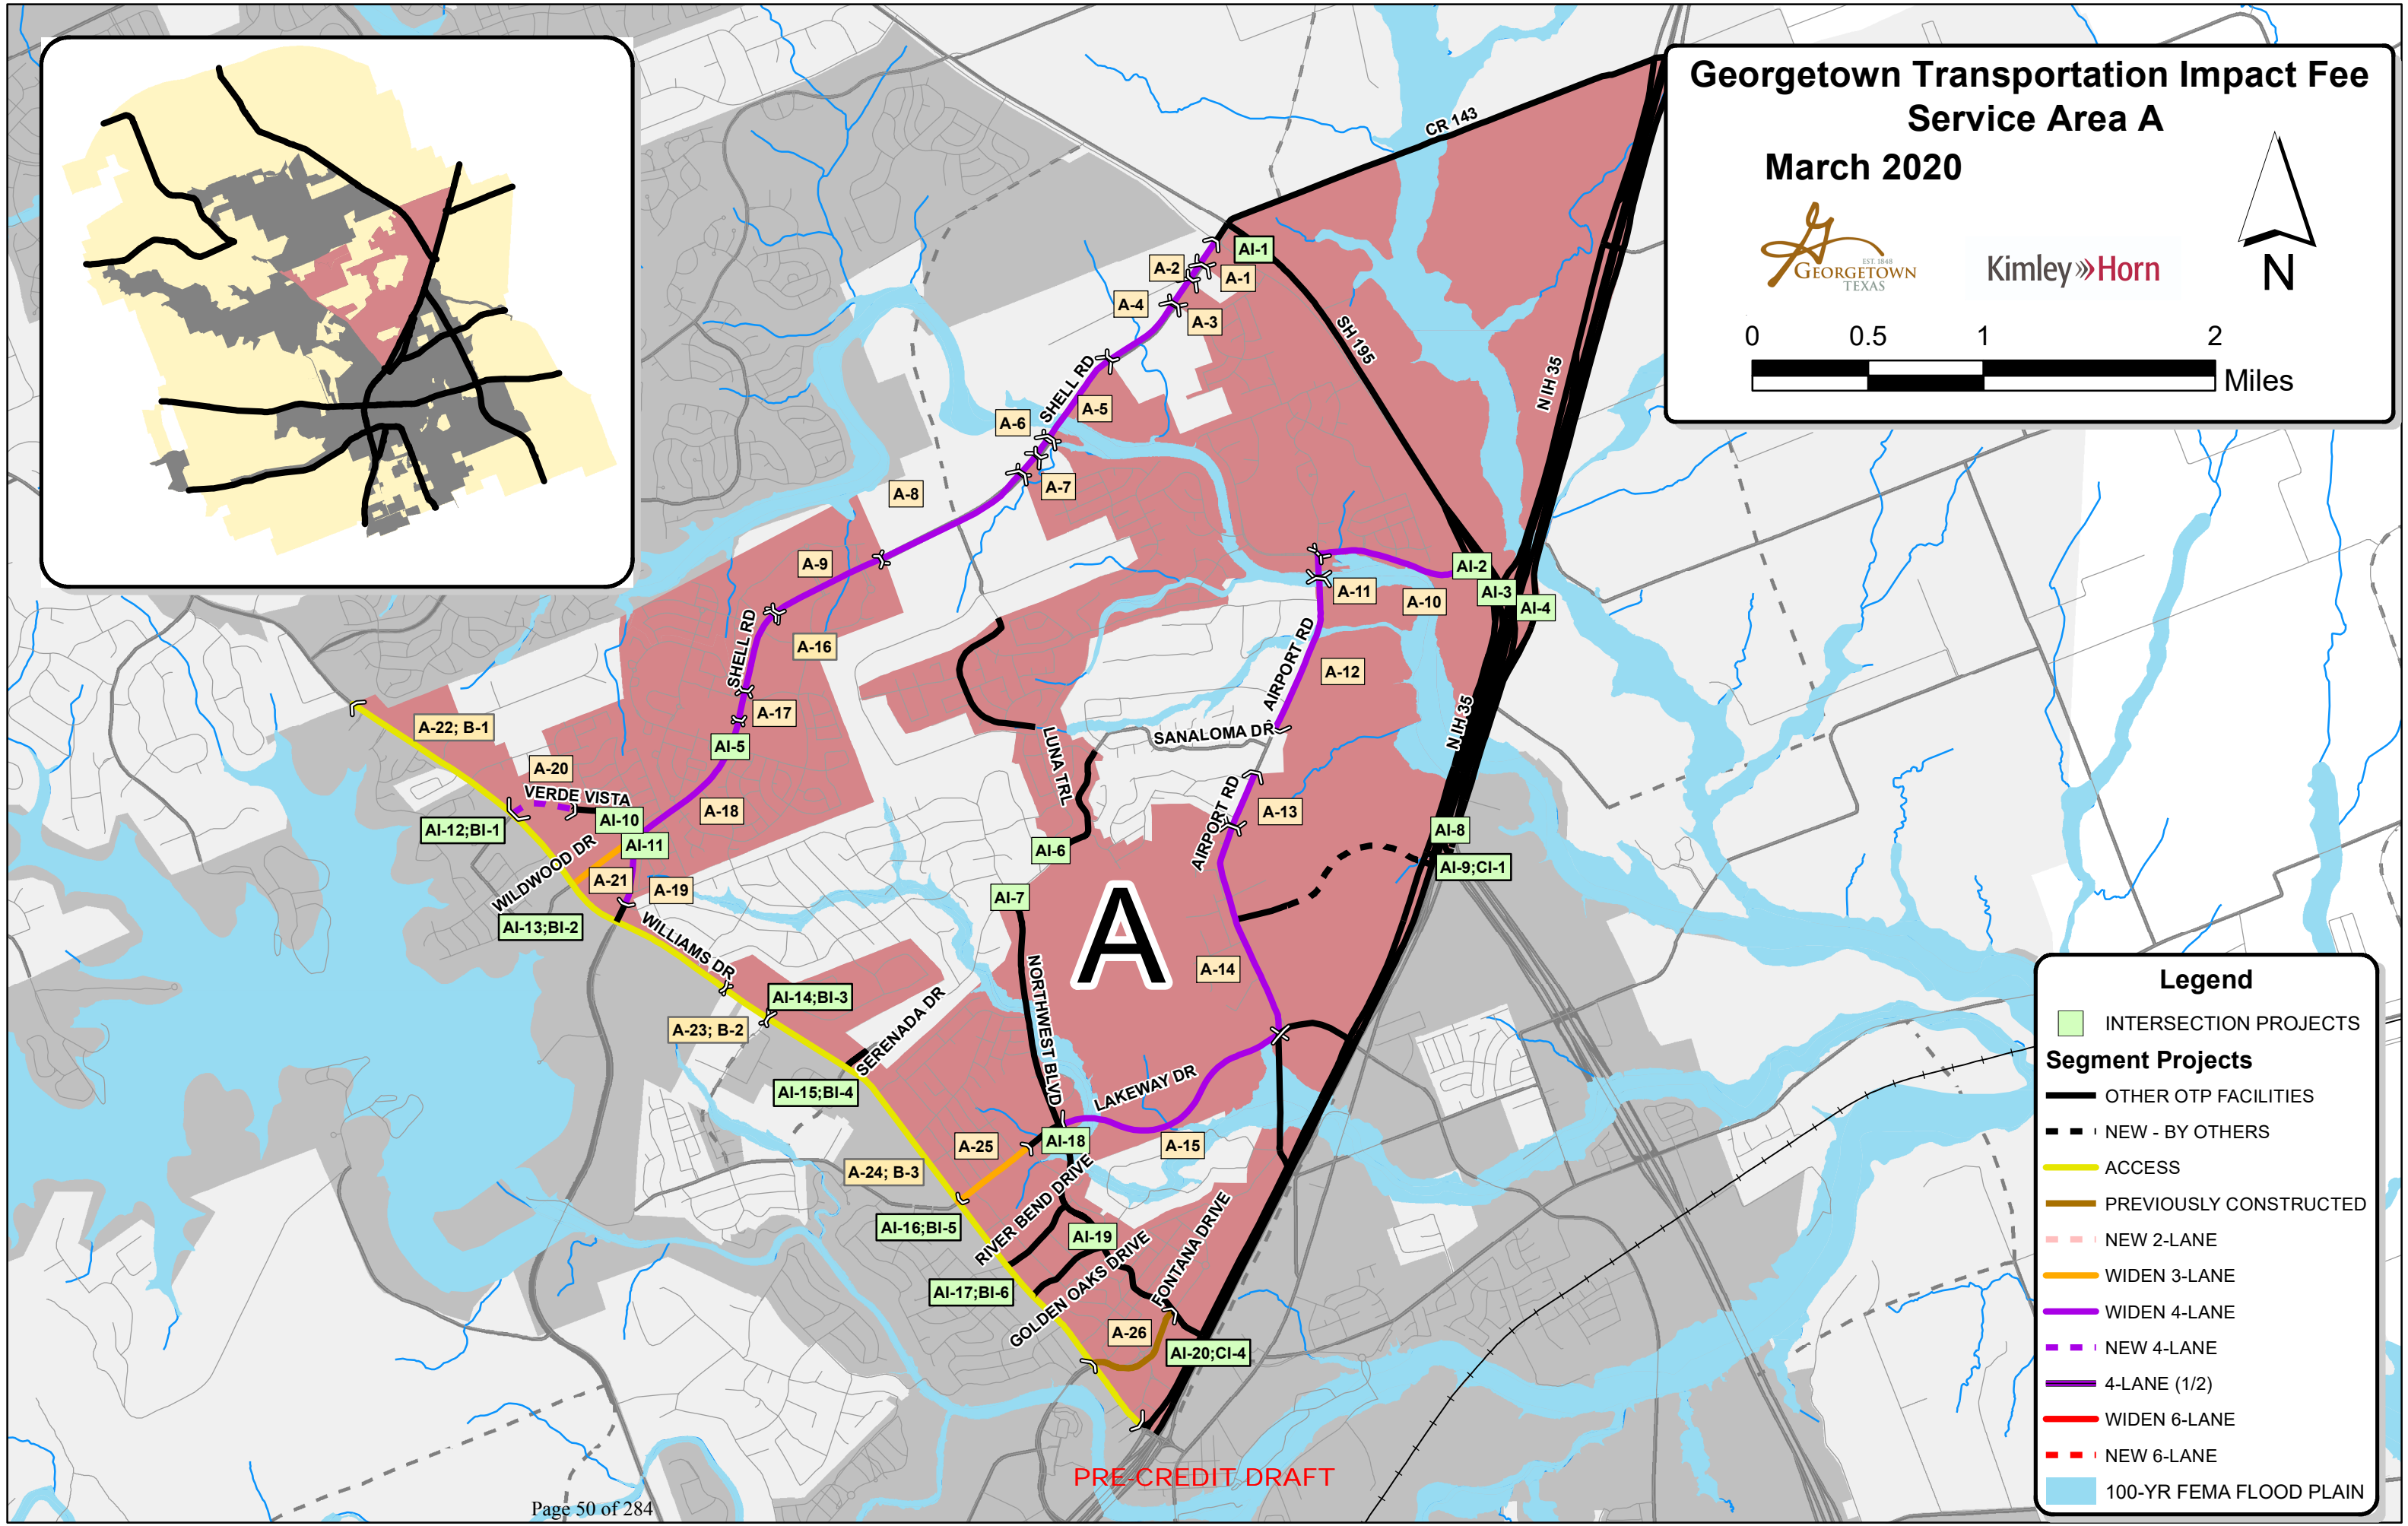 Georgetown Transportation Impact Fee
Service Area A
March 2020
EST. 1848
GEORGETOWN
TEXAS
Kimley»Horn
N
0 0.5 1 2
Miles
CR 143
AI-1
A-2
A-1
A-4
A-3
SH 195
N IH 35
SHELL RD
A-5
A-6
A-7
A-8
A-9
AI-2
AI-3
AI-4
A-11
A-10
A-16
SHELL RD
AIRPORT RD
A-12
A-17
A-22; B-1
AI-5
SANALOMA DR
N IH 35
LUNA TRL
A-20
VERDE VISTA
A-18
AI-10
AI-12;BI-1
AIRPORT RD
A-13
AI-8
AI-11
AI-6
AI-9;CI-1
WILDWOOD DR
A-21
A-19
AI-7
AI-13;BI-2
WILLIAMS DR
A
A-14
AI-14;BI-3
A-23; B-2
SERENADA DR
NORTHWEST BLVD
AI-15;BI-4
LAKEWAY DR
A-25
AI-18
A-15
A-24; B-3
AI-16;BI-5
RIVER BEND DRIVE
AI-19
FONTANA DRIVE
AI-17;BI-6
GOLDEN OAKS DRIVE
A-26
AI-20;CI-4
Legend
INTERSECTION PROJECTS
Segment Projects
OTHER OTP FACILITIES
NEW - BY OTHERS
ACCESS
PREVIOUSLY CONSTRUCTED
NEW 2-LANE
WIDEN 3-LANE
WIDEN 4-LANE
NEW 4-LANE
4-LANE (1/2)
WIDEN 6-LANE
NEW 6-LANE
100-YR FEMA FLOOD PLAIN
PRE-CREDIT DRAFT
Page 50 of 284